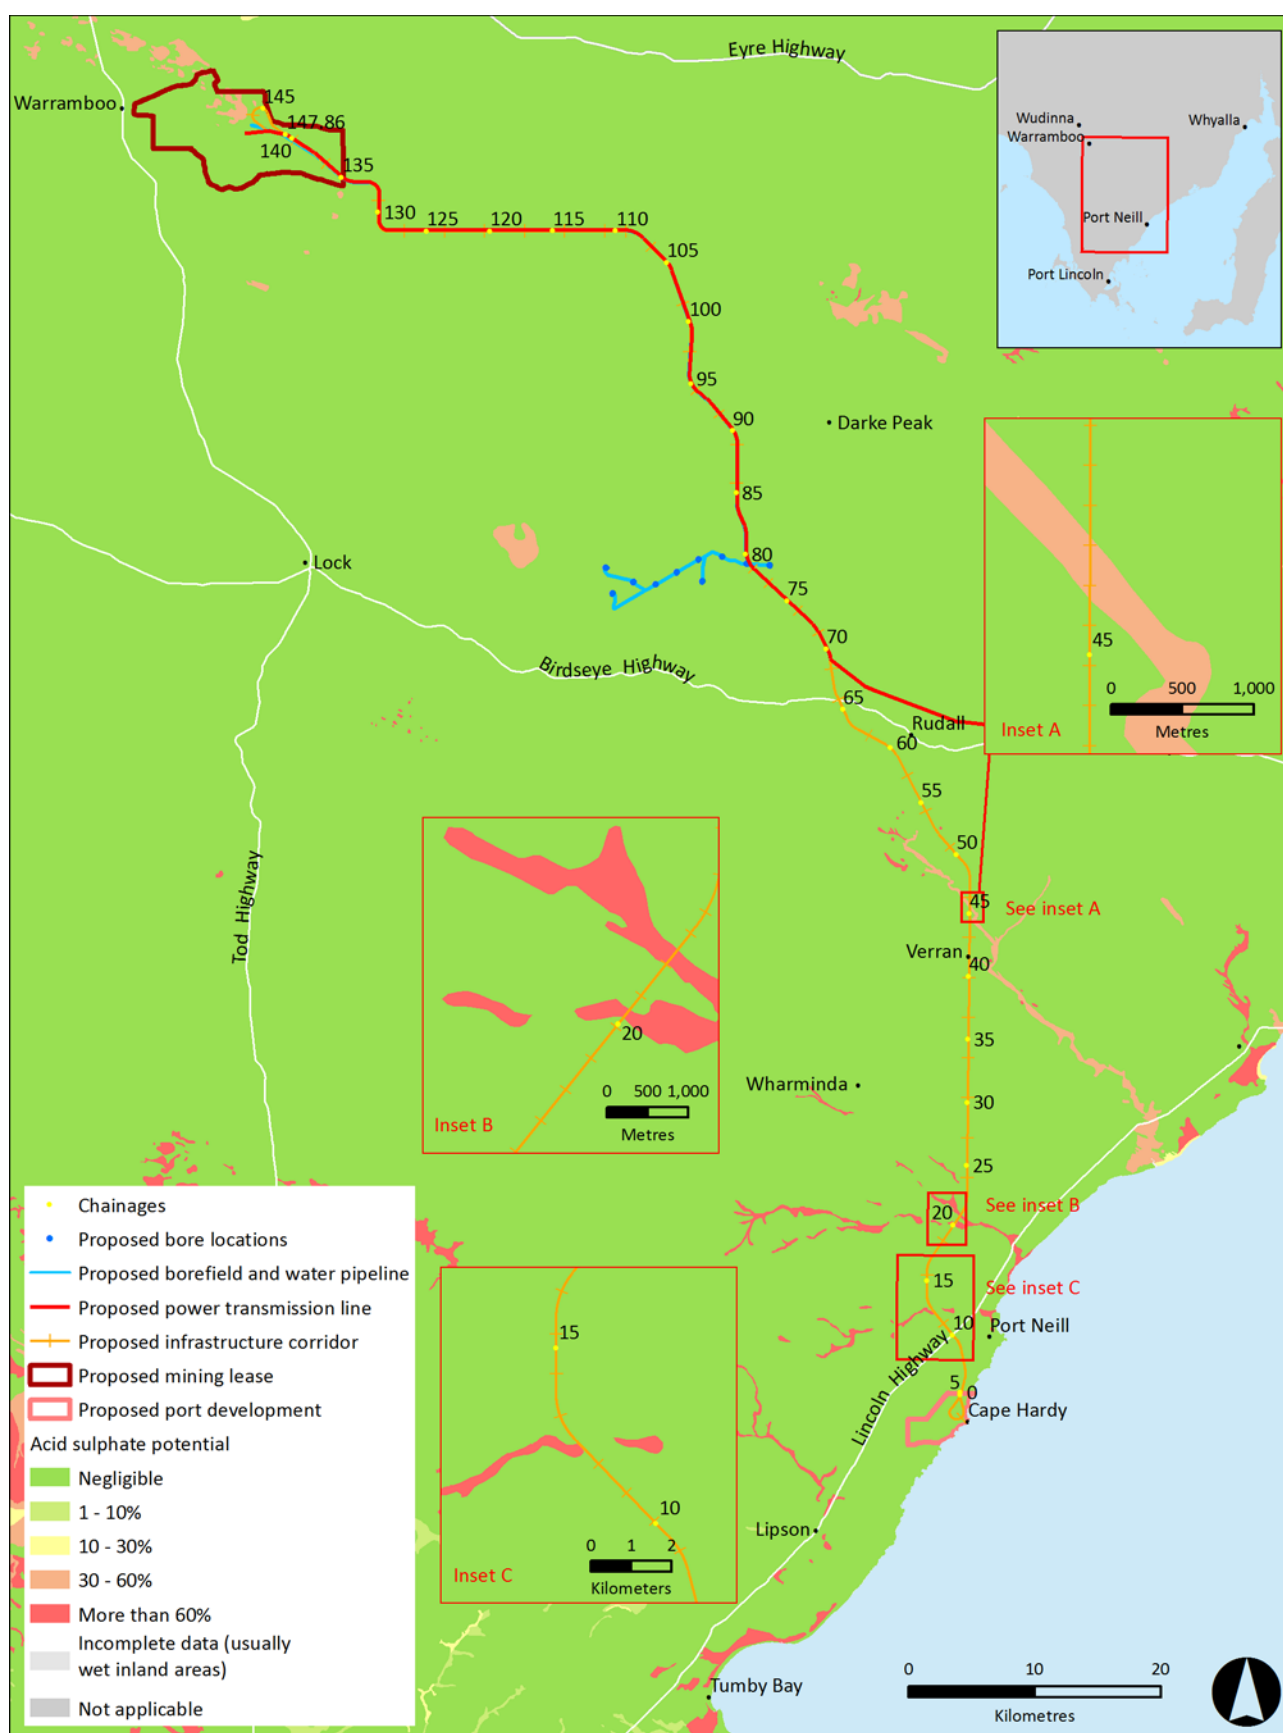 Eyre Highway
Warramboo
145
147.86
140
135
130
125
120
115
110
105
100
95
90
Darke Peak
85
80
75
70
Lock
Birdseye Highway
65
Rudall
60
55
50
45
See inset A
Verran
40
Tod Highway
35
Wharminda
30
25
20
See inset B
15
See inset C
10
Port Neill
Lincoln Highway
5
0
Cape Hardy
Lipson
Tumby Bay
Wudinna
Warramboo
Whyalla
Port Neill
Port Lincoln
45
0 500 1,000
Metres
Inset A
20
0 500 1,000
Metres
Inset B
15
10
0 1 2
Kilometers
Inset C
Chainages
Proposed bore locations
Proposed borefield and water pipeline
Proposed power transmission line
Proposed infrastructure corridor
Proposed mining lease
Proposed port development
Acid sulphate potential
Negligible
1 - 10%
10 - 30%
30 - 60%
More than 60%
Incomplete data (usually
wet inland areas)
Not applicable
0 10 20
Kilometres